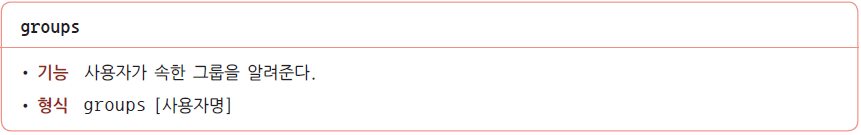 groups
• 기능 사용자가 속한 그룹을 알려준다.
• 형식 groups [사용자명]